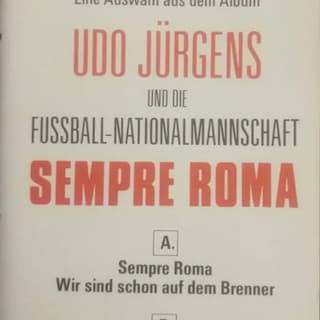 Eine Auswahl aus dem Album
UDO JÜRGENS
UND DIE
FUSSBALL-NATIONALMANNSCHAFT
SEMPRE ROMA
A.
Sempre Roma
Wir sind schon auf dem Brenner